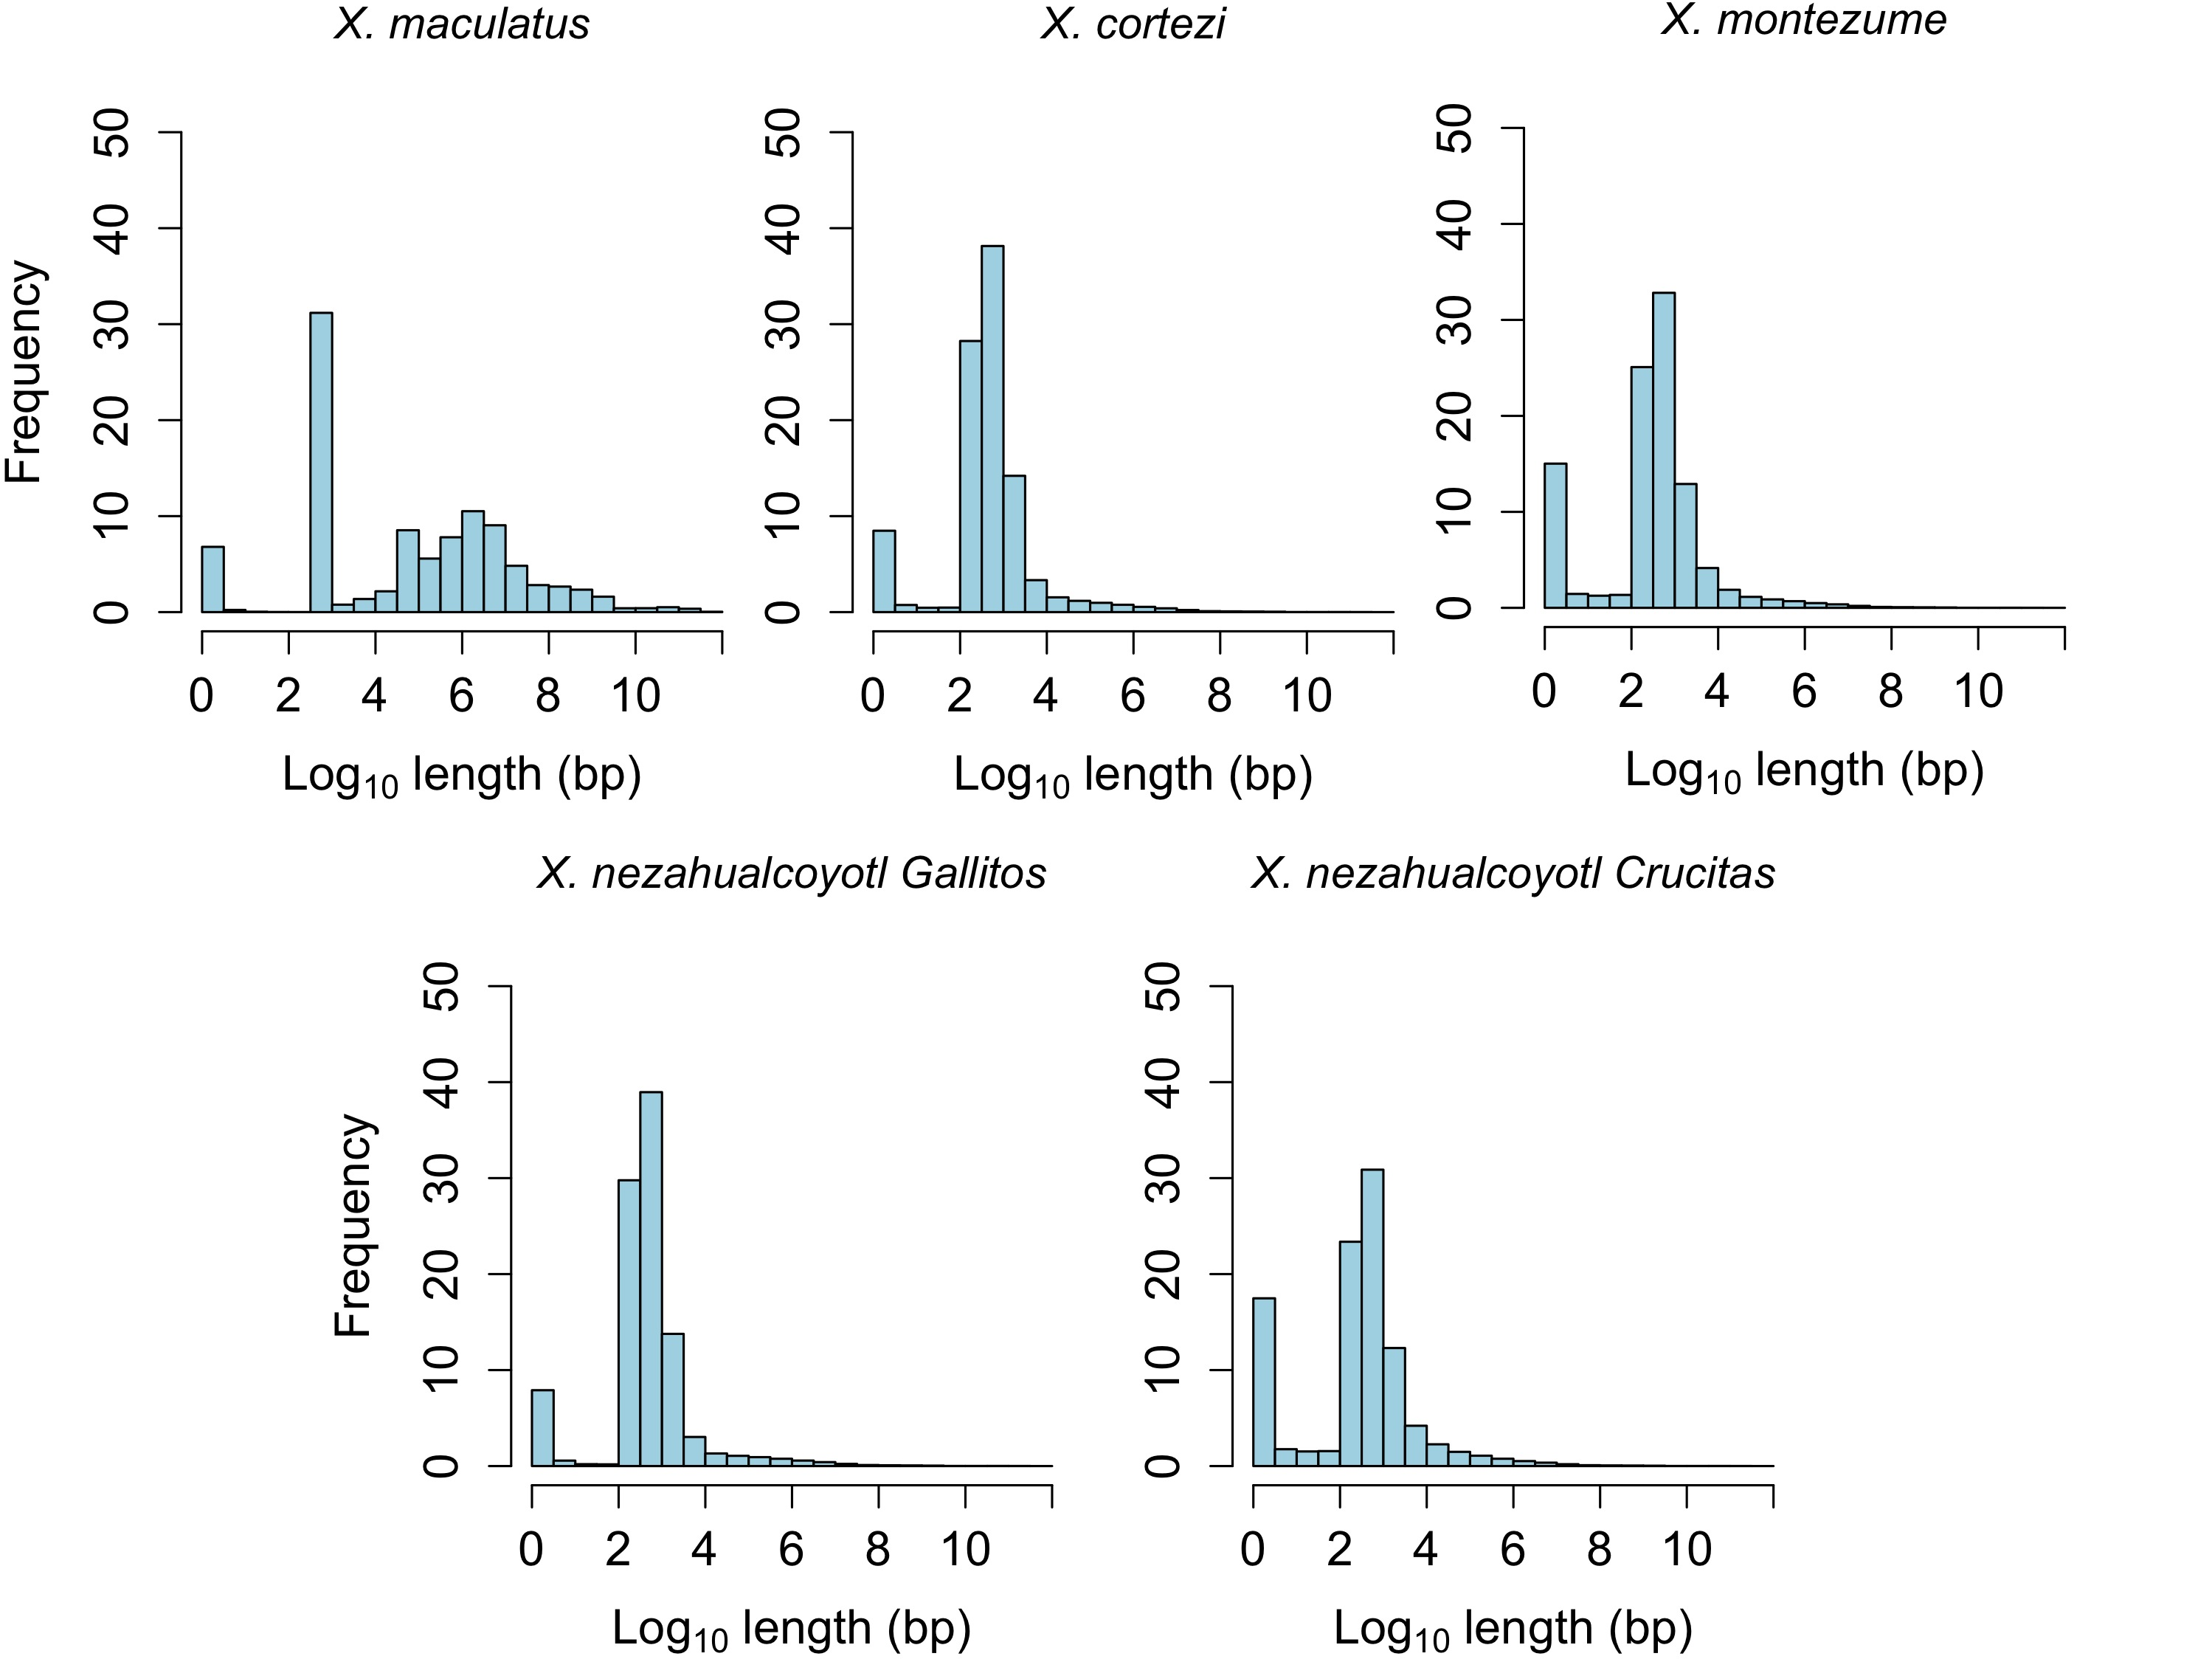 X. maculatus
X. cortezi
X. montezume
Frequency
50
40
30
20
10
0
0 2 4 6 8 10
Log10 length (bp)
50
40
30
20
10
0
0 2 4 6 8 10
Log10 length (bp)
50
40
30
20
10
0
0 2 4 6 8 10
Log10 length (bp)
X. nezahualcoyotl Gallitos
X. nezahualcoyotl Crucitas
Frequency
50
40
30
20
10
0
0 2 4 6 8 10
Log10 length (bp)
50
40
30
20
10
0
0 2 4 6 8 10
Log10 length (bp)